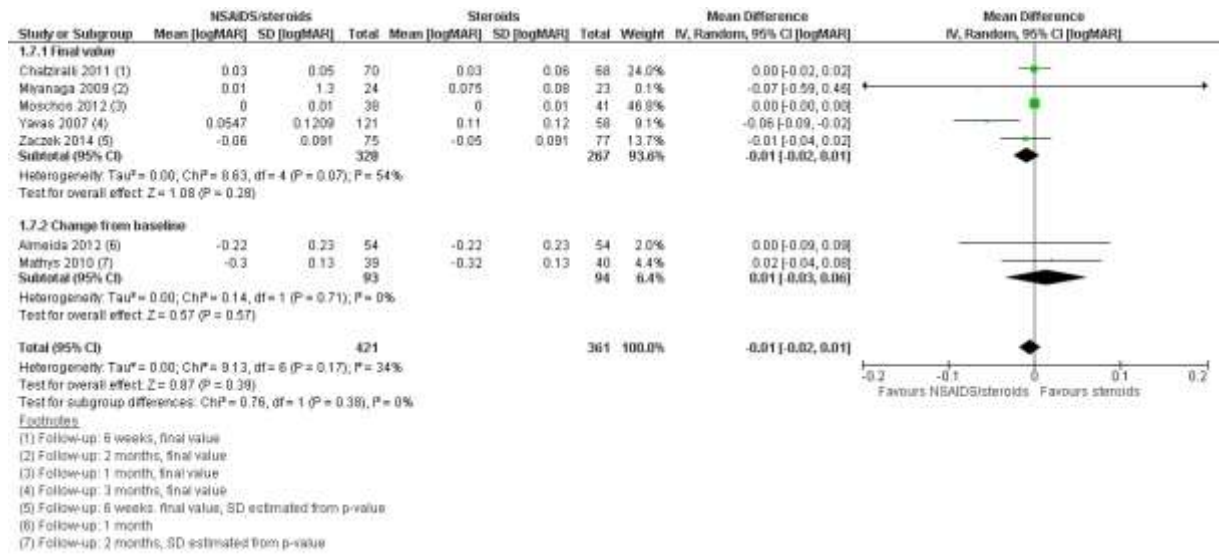 NSAIDS/steroids Steroids Mean Difference Mean Difference
Study or Subgroup Mean [logMAR] SD [logMAR] Total Mean [logMAR] SD [logMAR] Total Weight IV, Random, 95% CI [logMAR] IV, Random, 95% CI [logMAR]
1.7.1 Final value
Chatziralli 2011 (1) 0.03 0.05 70 0.03 0.06 68 24.0% 0.00 [-0.02, 0.02]
Miyanaga 2009 (2) 0.01 1.3 24 0.075 0.08 23 0.1% -0.07 [-0.59, 0.46]
Moschos 2012 (3) 0 0.01 38 0 0.01 41 46.8% 0.00 [-0.00, 0.00]
Yavas 2007 (4) 0.0547 0.1209 121 0.11 0.12 58 9.1% -0.06 [-0.09, -0.02]
Zaczek 2014 (5) -0.06 0.091 75 -0.05 0.091 77 13.7% -0.01 [-0.04, 0.02]
Subtotal (95% CI) 328 267 93.6% -0.01 [-0.02, 0.01]
Heterogeneity: Tau² = 0.00; Chi² = 8.63, df = 4 (P = 0.07); I² = 54%
Test for overall effect: Z = 1.08 (P = 0.28)
1.7.2 Change from baseline
Almeida 2012 (6) -0.22 0.23 54 -0.22 0.23 54 2.0% 0.00 [-0.09, 0.09]
Mathys 2010 (7) -0.3 0.13 39 -0.32 0.13 40 4.4% 0.02 [-0.04, 0.08]
Subtotal (95% CI) 93 94 6.4% 0.01 [-0.03, 0.06]
Heterogeneity: Tau² = 0.00; Chi² = 0.14, df = 1 (P = 0.71); I² = 0%
Test for overall effect: Z = 0.57 (P = 0.57)
Total (95% CI) 421 361 100.0% -0.01 [-0.02, 0.01]
Heterogeneity: Tau² = 0.00; Chi² = 9.13, df = 6 (P = 0.17); I² = 34%
Test for overall effect: Z = 0.87 (P = 0.39)
Test for subgroup differences: Chi² = 0.76, df = 1 (P = 0.38), I² = 0%
-0.2 -0.1 0 0.1 0.2
Favours NSAIDS/steroids Favours steroids
Footnotes
(1) Follow-up: 6 weeks, final value
(2) Follow-up: 2 months, final value
(3) Follow-up: 1 month, final value
(4) Follow-up: 3 months, final value
(5) Follow-up: 6 weeks. final value, SD estimated from p-value
(6) Follow-up: 1 month
(7) Follow-up: 2 months, SD estimated from p-value